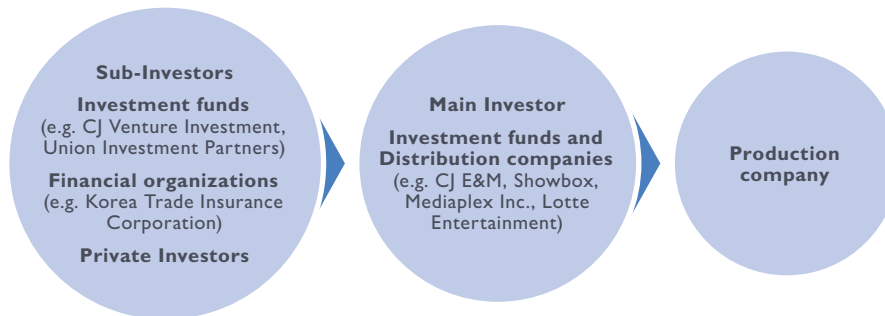 Sub-Investors
Investment funds
(e.g. CJ Venture Investment,
Union Investment Partners)
Financial organizations
(e.g. Korea Trade Insurance
Corporation)
Private Investors
Main Investor
Investment funds and
Distribution companies
(e.g. CJ E&M, Showbox,
Mediaplex Inc., Lotte
Entertainment)
Production
company